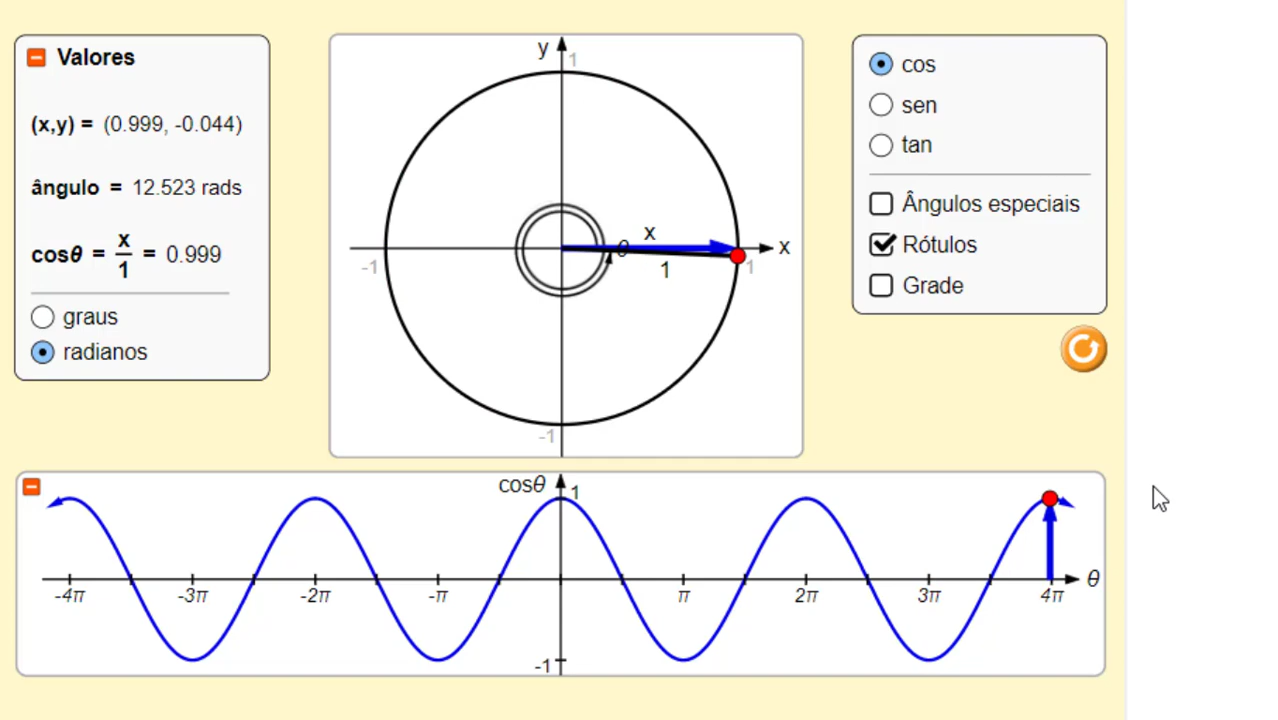 Valores
(x,y) = (0.999, -0.044)
ângulo = 12.523 rads
cosθ = x/1 = 0.999
graus
radianos
y
1
x
θ
-1
1
1
x
-1
cos
sen
tan
Ângulos especiais
Rótulos
Grade
cosθ
1
-4π -3π -2π -π π 2π 3π 4π
θ
-1